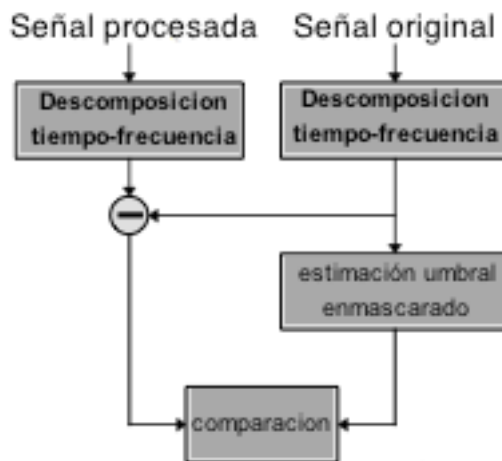 Señal procesada
Señal original
Descomposicion
tiempo-frecuencia
Descomposicion
tiempo-frecuencia
estimación umbral
enmascarado
comparacion